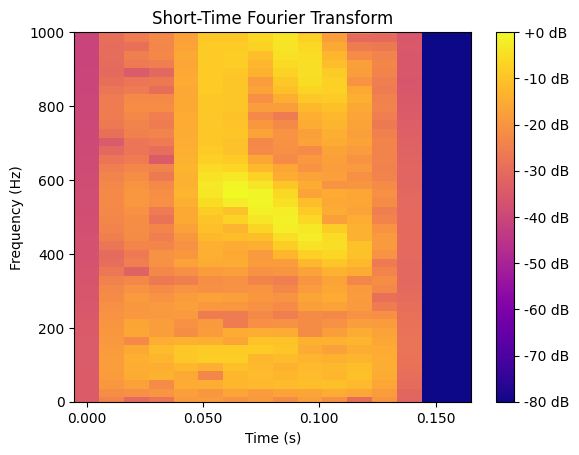 Short-Time Fourier Transform
1000
800
600
400
200
0
Frequency (Hz)
0.000
0.050
0.100
0.150
Time (s)
+0 dB
-10 dB
-20 dB
-30 dB
-40 dB
-50 dB
-60 dB
-70 dB
-80 dB